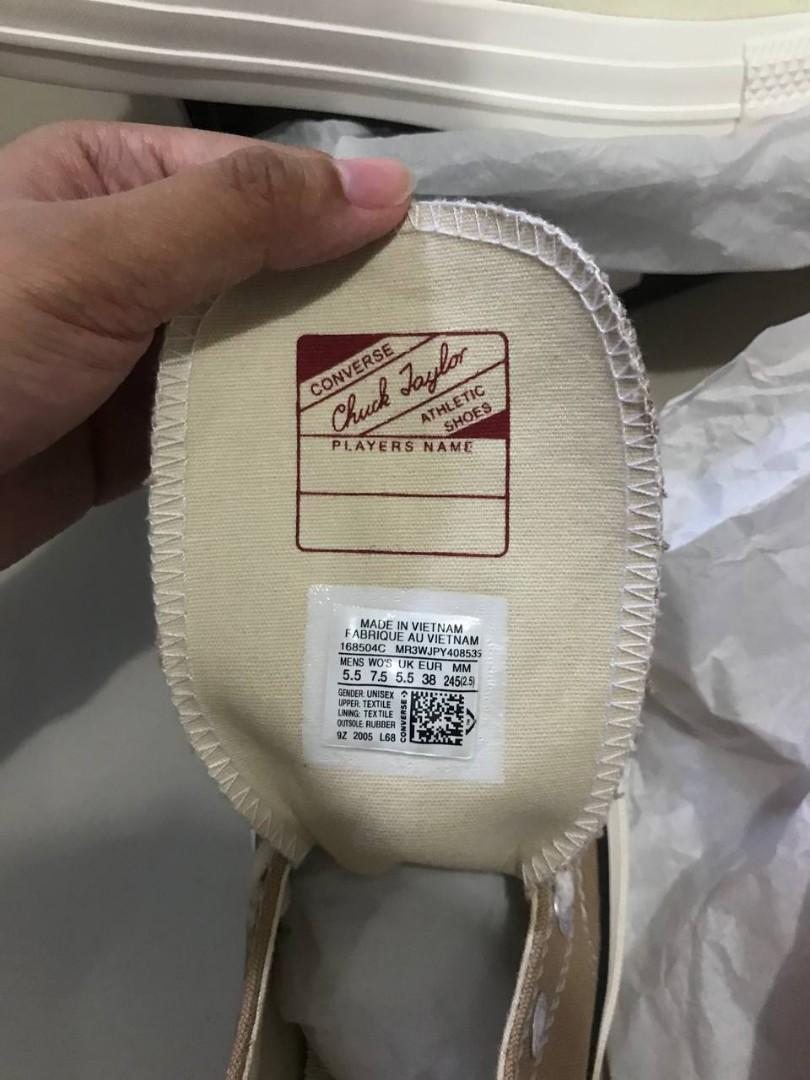 CONVERSE
Chuck Taylor
ATHLETIC
SHOES
PLAYERS NAME
MADE IN VIETNAM
FABRIQUE AU VIETNAM
168504C MR3WJPY408535
MENS WO'S UK EUR MM
5.5 7.5 5.5 38 245(2.5)
GENDER: UNISEX
UPPER: TEXTILE
LINING: TEXTILE
OUTSOLE: RUBBER
9Z 2005 L68
CONVERSE